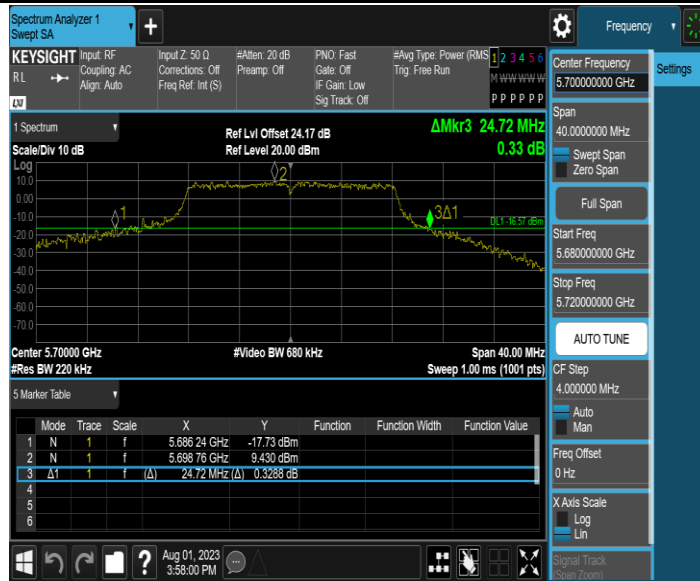 Spectrum Analyzer 1
Swept SA
+
Frequency
KEYSIGHT
RL
LXI
Input: RF
Coupling: AC
Align: Auto
Input Z: 50 Ω
Corrections: Off
Freq Ref: Int (S)
#Atten: 20 dB
Preamp: Off
PNO: Fast
Gate: Off
IF Gain: Low
Sig Track: Off
#Avg Type: Power (RMS
Trig: Free Run
1 2 3 4 5 6
M W W W W W
P P P P P P
1 Spectrum
Scale/Div 10 dB
Ref Lvl Offset 24.17 dB
Ref Level 20.00 dBm
ΔMkr3 24.72 MHz
0.33 dB
Log
10.0
0.00
-10.0
-20.0
-30.0
-40.0
-50.0
-60.0
-70.0
1
2
3Δ1
DL1 -16.57 dBm
Center 5.70000 GHz
#Res BW 220 kHz
#Video BW 680 kHz
Span 40.00 MHz
Sweep 1.00 ms (1001 pts)
5 Marker Table
Mode Trace Scale X Y Function Function Width Function Value
1 N 1 f 5.686 24 GHz -17.73 dBm
2 N 1 f 5.698 76 GHz 9.430 dBm
3 Δ1 1 f (Δ) 24.72 MHz (Δ) 0.3288 dB
4
5
6
?
Aug 01, 2023
3:58:00 PM
Center Frequency
5.700000000 GHz
Settings
Span
40.0000000 MHz
Swept Span
Zero Span
Full Span
Start Freq
5.680000000 GHz
Stop Freq
5.720000000 GHz
AUTO TUNE
CF Step
4.000000 MHz
Auto
Man
Freq Offset
0 Hz
X Axis Scale
Log
Lin
Signal Track
(Span Zoom)